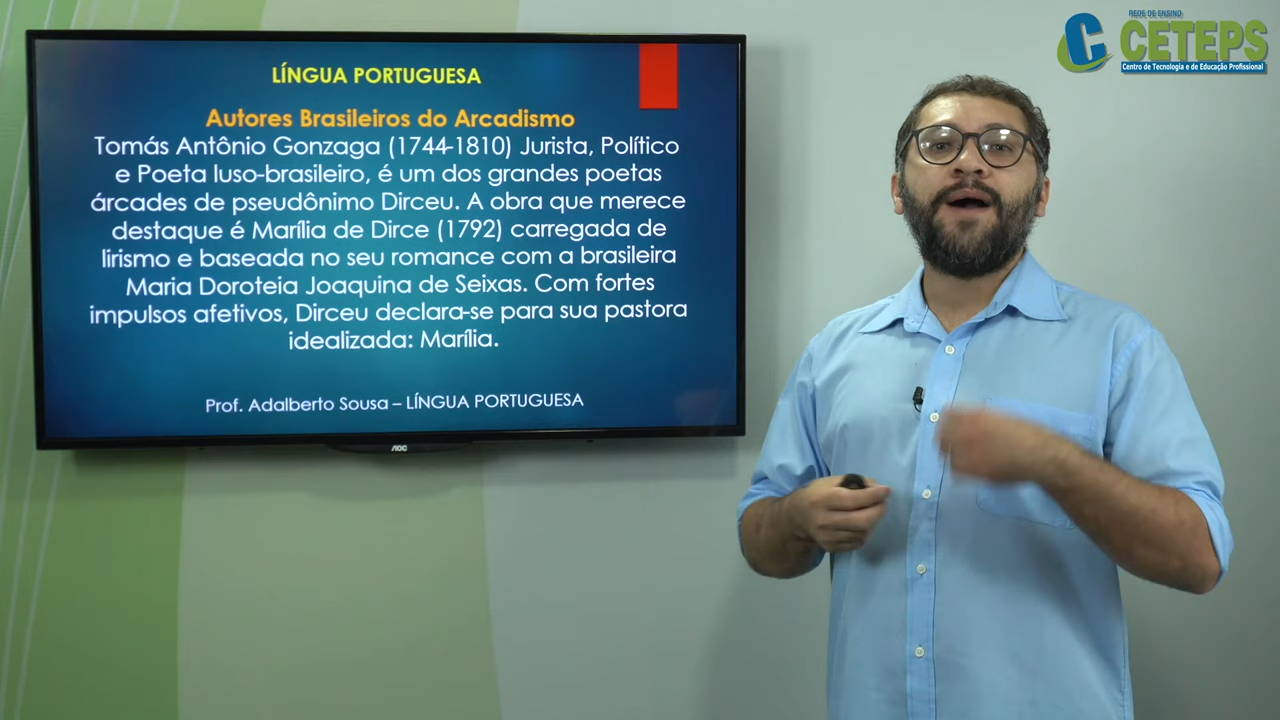 LÍNGUA PORTUGUESA
Autores Brasileiros do Arcadismo
Tomás Antônio Gonzaga (1744-1810) Jurista, Político
e Poeta luso-brasileiro, é um dos grandes poetas
árcades de pseudônimo Dirceu. A obra que merece
destaque é Marília de Dirce (1792) carregada de
lirismo e baseada no seu romance com a brasileira
Maria Doroteia Joaquina de Seixas. Com fortes
impulsos afetivos, Dirceu declara-se para sua pastora
idealizada: Marília.
Prof. Adalberto Sousa – LÍNGUA PORTUGUESA
AOC
REDE DE ENSINO
CETEPS
Centro de Tecnologia e de Educação Profissional